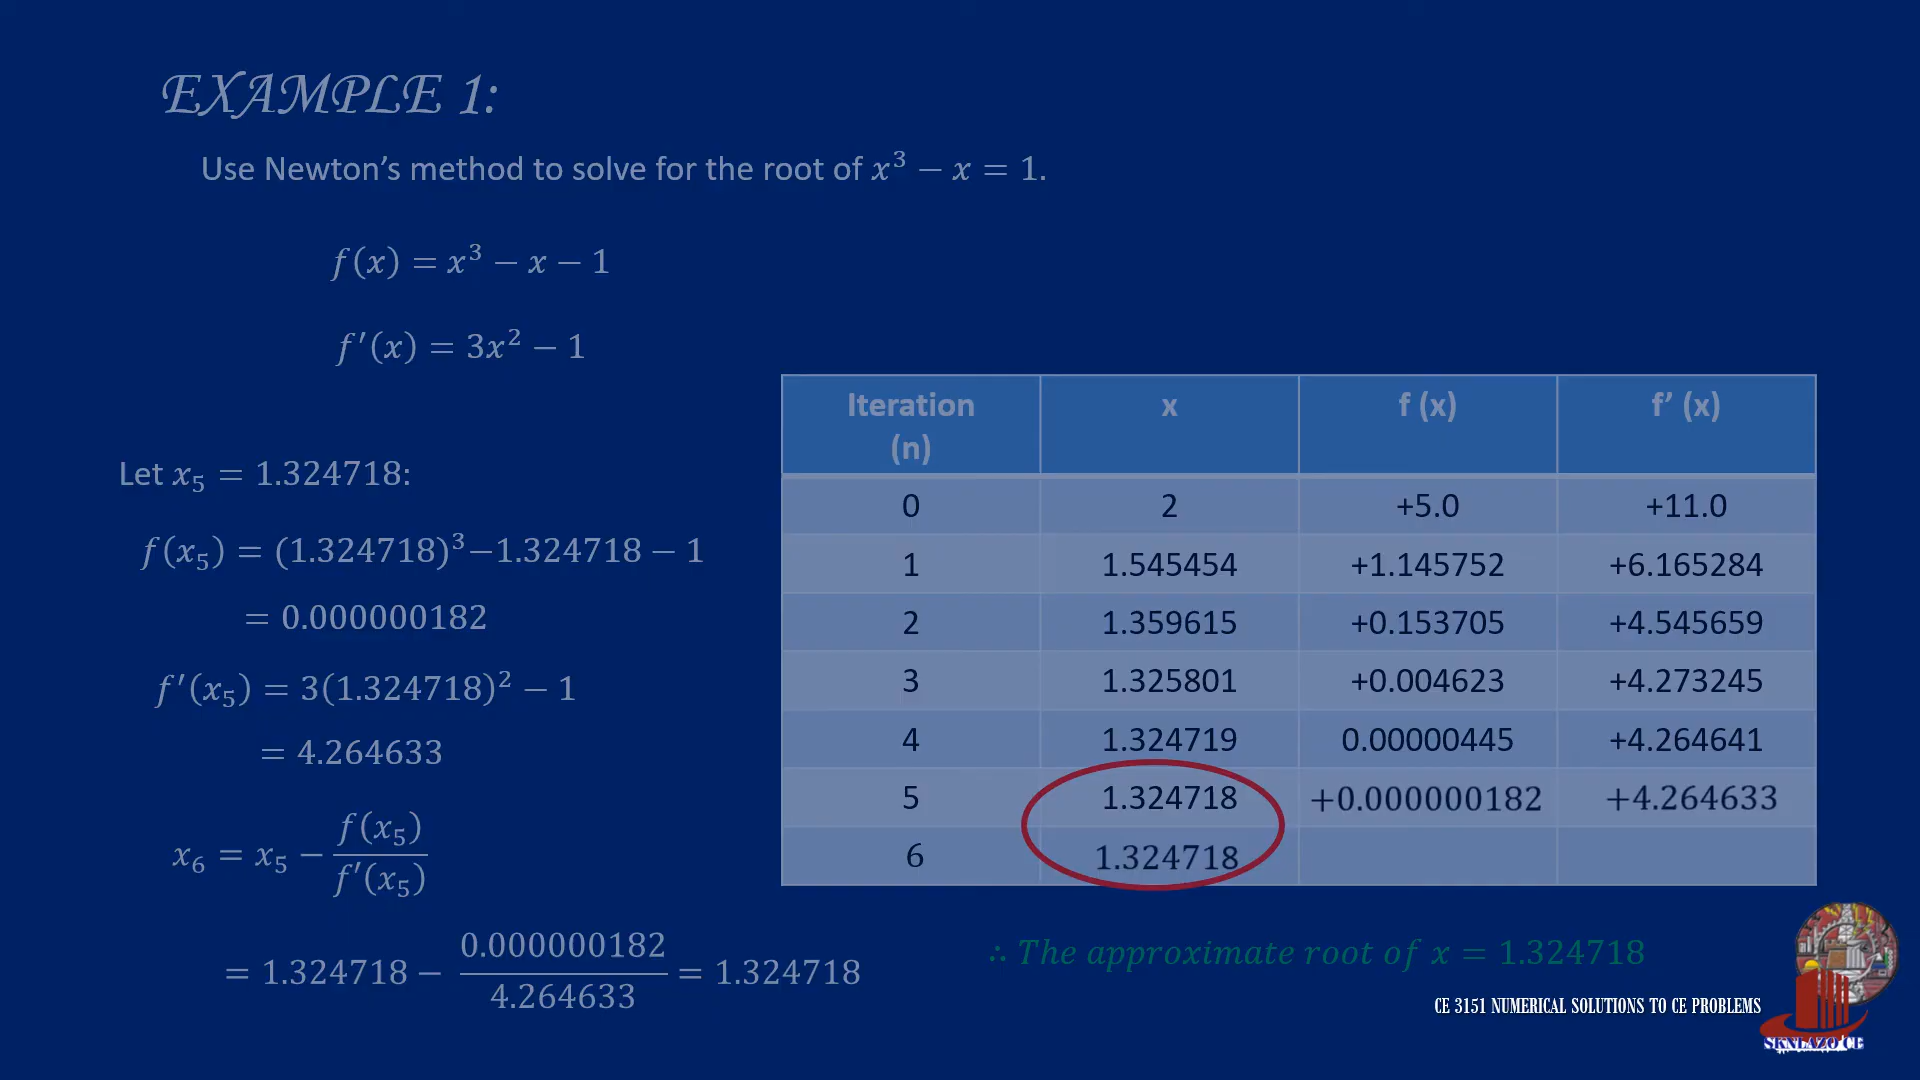 EXAMPLE 1:
Use Newton’s method to solve for the root of x³ − x = 1.
f(x) = x³ − x − 1
f′(x) = 3x² − 1
Let x₅ = 1.324718:
f(x₅) = (1.324718)³−1.324718 − 1
= 0.000000182
f′(x₅) = 3(1.324718)² − 1
= 4.264633
x₆ = x₅ − f(x₅) / f′(x₅)
= 1.324718 − 0.000000182 / 4.264633 = 1.324718
Iteration (n) x f (x) f’ (x)
0 2 +5.0 +11.0
1 1.545454 +1.145752 +6.165284
2 1.359615 +0.153705 +4.545659
3 1.325801 +0.004623 +4.273245
4 1.324719 0.00000445 +4.264641
5 1.324718 +0.000000182 +4.264633
6 1.324718
∴ The approximate root of x = 1.324718
CE 3151 NUMERICAL SOLUTIONS TO CE PROBLEMS